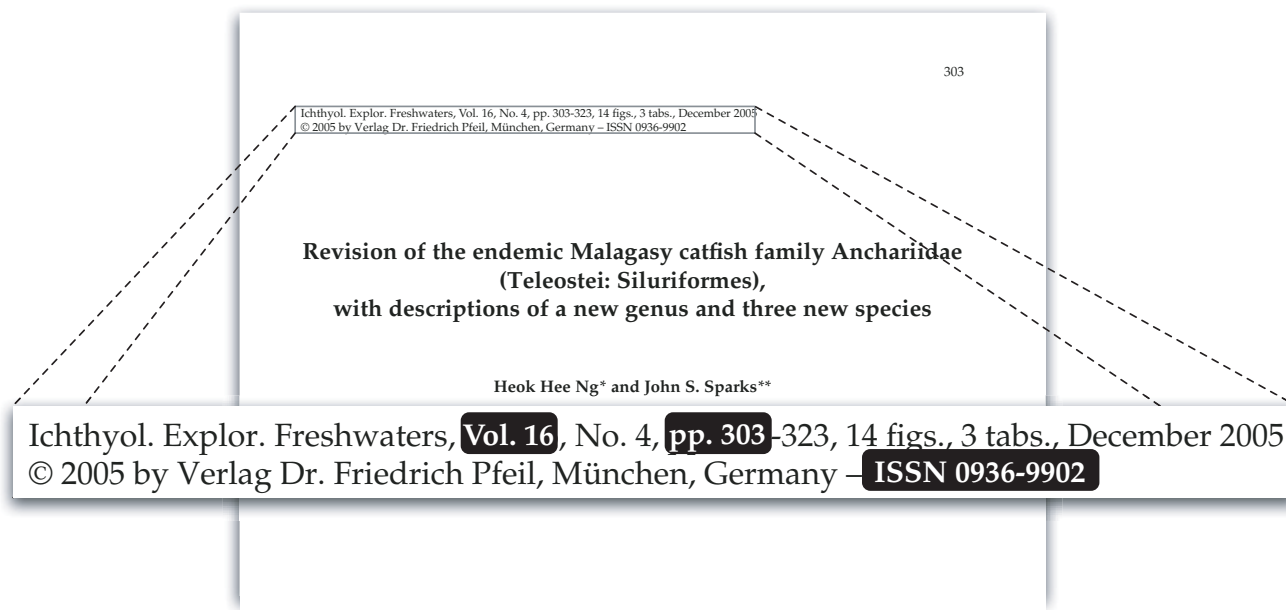 303
Ichthyol. Explor. Freshwaters, Vol. 16, No. 4, pp. 303-323, 14 figs., 3 tabs., December 2005
© 2005 by Verlag Dr. Friedrich Pfeil, München, Germany – ISSN 0936-9902
Revision of the endemic Malagasy catfish family Anchariidae
(Teleostei: Siluriformes),
with descriptions of a new genus and three new species
Heok Hee Ng* and John S. Sparks**
Ichthyol. Explor. Freshwaters, Vol. 16, No. 4, pp. 303-323, 14 figs., 3 tabs., December 2005
© 2005 by Verlag Dr. Friedrich Pfeil, München, Germany – ISSN 0936-9902